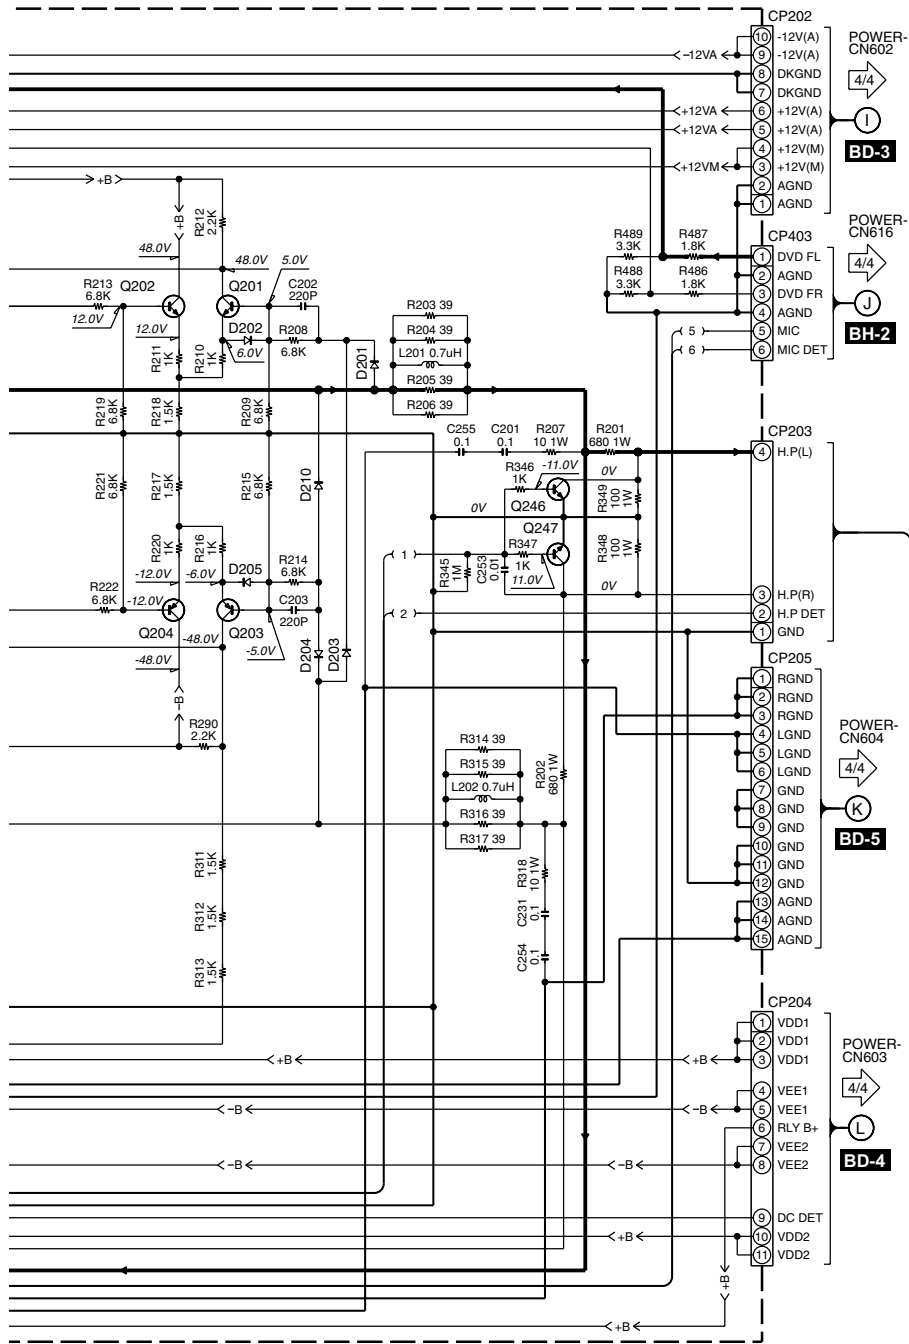 CP202
10 -12V(A)
9 -12V(A)
8 DKGND
7 DKGND
6 +12V(A)
5 +12V(A)
4 +12V(M)
3 +12V(M)
2 AGND
1 AGND
POWER-
CN602
4/4
I
BD-3
−12VA
+12VA
+12VA
+12VM
+B
+B
R212
2.2K
48.0V
Q202
Q201
48.0V
5.0V
C202
220P
R213
6.8K
12.0V
12.0V
D202
6.0V
R208
6.8K
R211
1K
R210
1K
D201
R203 39
R204 39
L201 0.7uH
R205 39
R206 39
R489
3.3K
R487
1.8K
R488
3.3K
R486
1.8K
CP403
1 DVD FL
2 AGND
3 DVD FR
4 AGND
5 MIC
6 MIC DET
5
6
POWER-
CN616
4/4
J
BH-2
R219
6.8K
R218
1.5K
R209
6.8K
R221
6.8K
R217
1.5K
R215
6.8K
D210
C255
0.1
C201
0.1
R207
10 1W
R201
680 1W
R346
1K
-11.0V
0V
Q246
0V
R349
100
1W
Q247
R347
1K
11.0V
R348
100
1W
0V
R345
1M
C253
0.01
1
2
CP203
4 H.P(L)
3 H.P(R)
2 H.P DET
1 GND
R220
1K
R216
1K
-12.0V
-6.0V
D205
R214
6.8K
R222
6.8K
-12.0V
C203
220P
Q204
Q203
-48.0V
-5.0V
-48.0V
D204
D203
−B
R290
2.2K
R314 39
R315 39
L202 0.7uH
R316 39
R317 39
R202
680 1W
R318
10 1W
C231
0.1
C254
0.1
R311
1.5K
R312
1.5K
R313
1.5K
CP205
1 RGND
2 RGND
3 RGND
4 LGND
5 LGND
6 LGND
7 GND
8 GND
9 GND
10 GND
11 GND
12 GND
13 AGND
14 AGND
15 AGND
POWER-
CN604
4/4
K
BD-5
CP204
1 VDD1
2 VDD1
3 VDD1
4 VEE1
5 VEE1
6 RLY B+
7 VEE2
8 VEE2
9 DC DET
10 VDD2
11 VDD2
POWER-
CN603
4/4
L
BD-4
+B
+B
−B
−B
−B
−B
+B
+B
+B